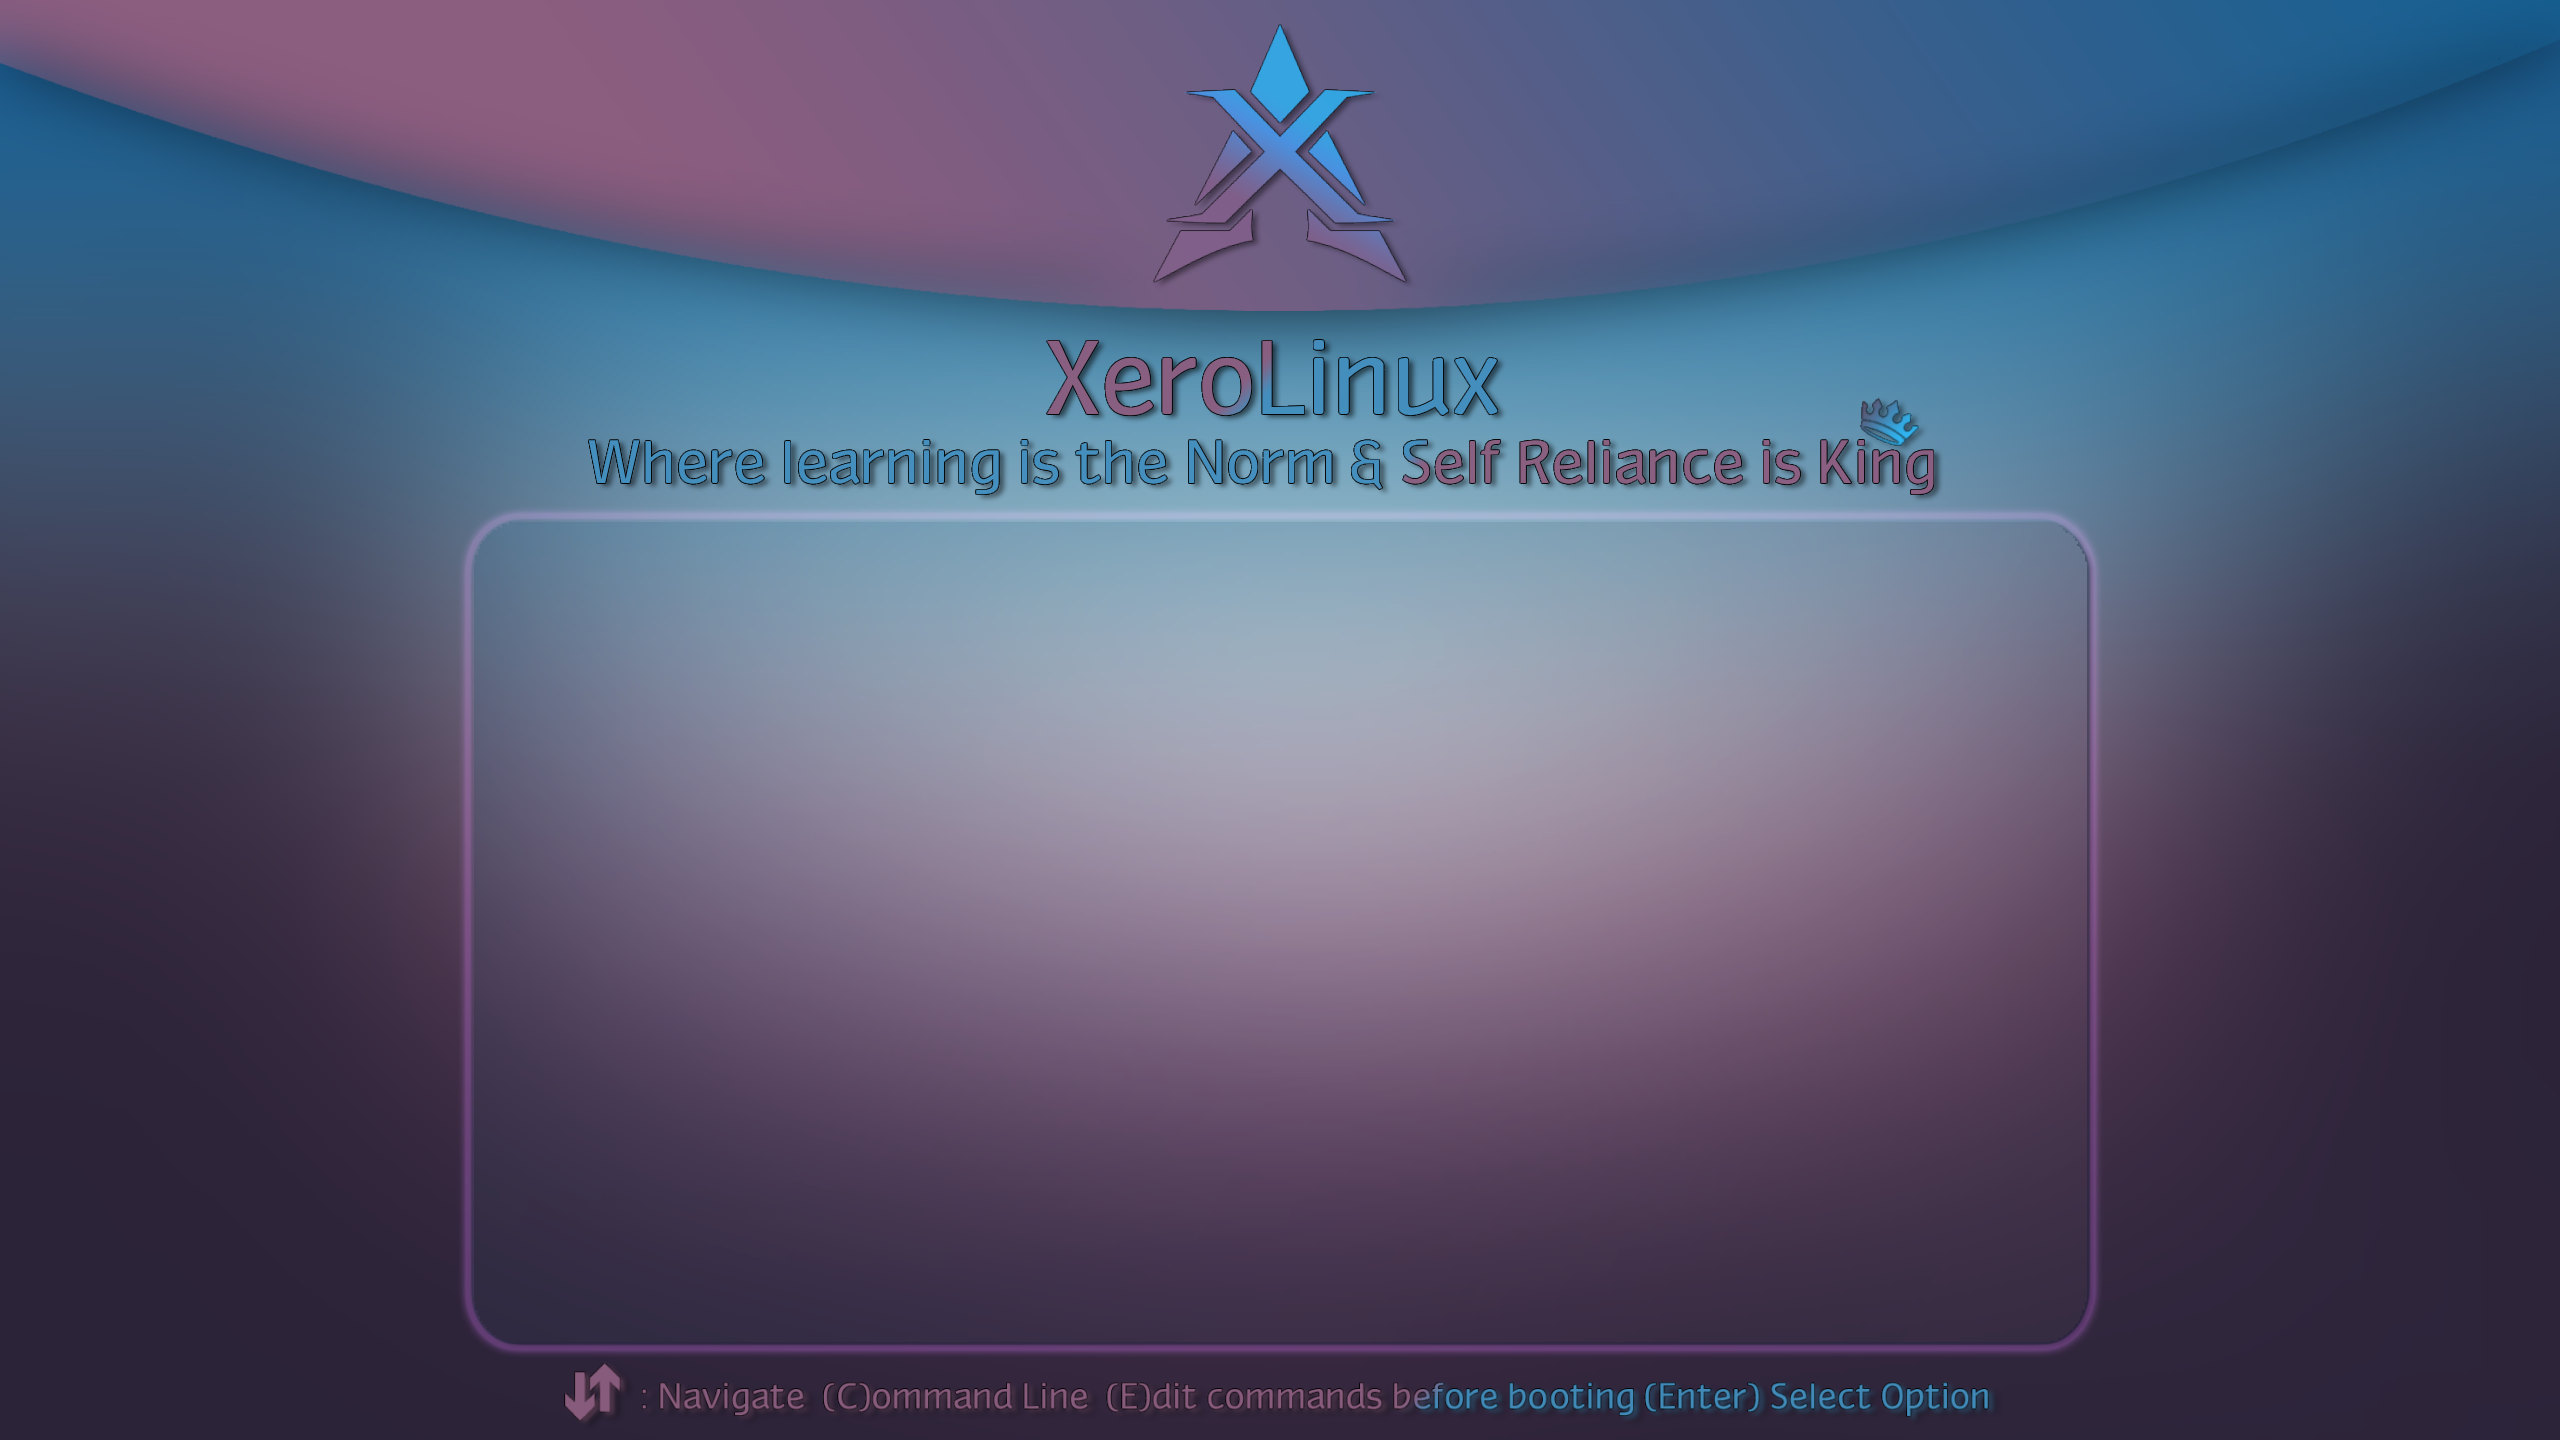 XeroLinux
Where learning is the Norm & Self Reliance is King
: Navigate (C)ommand Line (E)dit commands before booting (Enter) Select Option